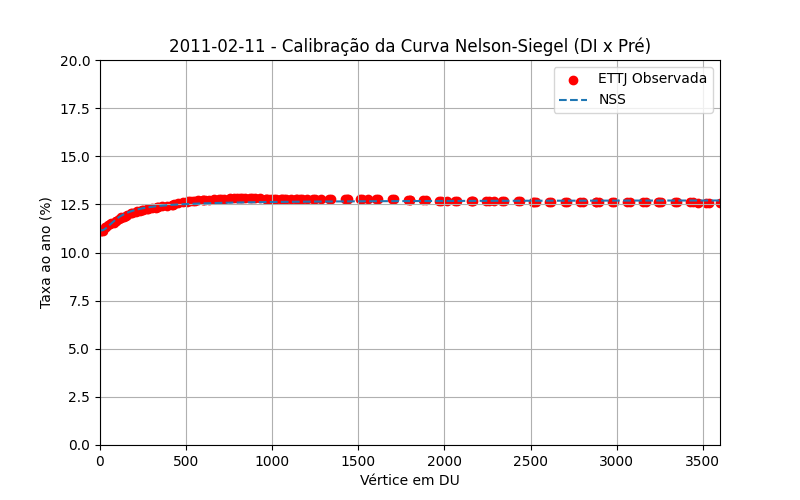 2011-02-11 - Calibração da Curva Nelson-Siegel (DI x Pré)
ETTJ Observada
NSS
20.0
17.5
15.0
12.5
10.0
7.5
5.0
2.5
0.0
Taxa ao ano (%)
0 500 1000 1500 2000 2500 3000 3500
Vértice em DU